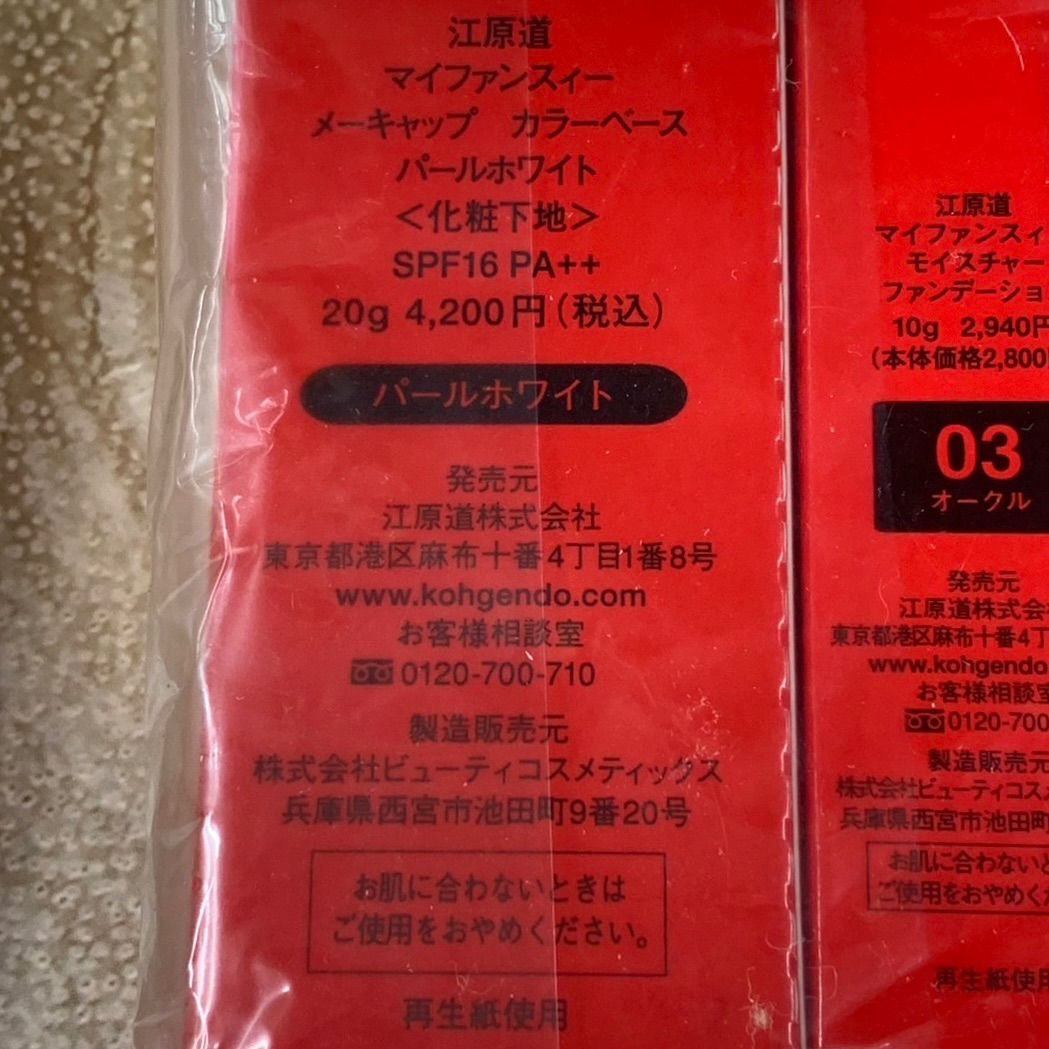 江原道
マイファンスィー
メーキャップ カラーベース
パールホワイト
＜化粧下地＞
SPF16 PA++
20g 4,200円（税込）
パールホワイト
発売元
江原道株式会社
東京都港区麻布十番4丁目1番8号
www.kohgendo.com
お客様相談室
0120-700-710
製造販売元
株式会社ビューティコスメティックス
兵庫県西宮市池田町9番20号
お肌に合わないときは
ご使用をおやめください。
再生紙使用
江原道
マイファンスィ
モイスチャー
ファンデーショ
10g 2,940円
（本体価格2,800
03
オークル
発売元
江原道株式会
東京都港区麻布十番4丁
www.kohgendo
お客様相談室
0120-700
製造販売元
株式会社ビューティコス
兵庫県西宮市池田町
お肌に合わないと
ご使用をおやめく
再生紙使用